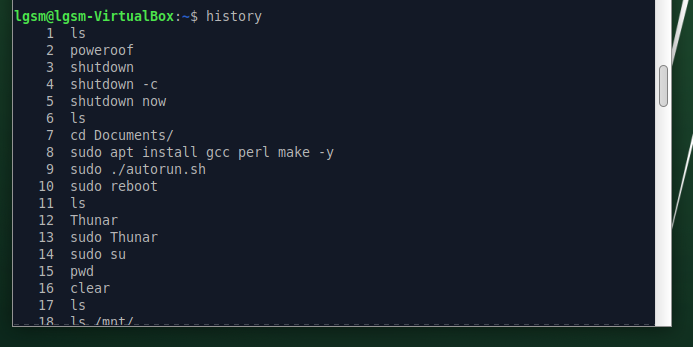 lgsm@lgsm-VirtualBox:~$ history
1 ls
2 poweroof
3 shutdown
4 shutdown -c
5 shutdown now
6 ls
7 cd Documents/
8 sudo apt install gcc perl make -y
9 sudo ./autorun.sh
10 sudo reboot
11 ls
12 Thunar
13 sudo Thunar
14 sudo su
15 pwd
16 clear
17 ls
18 ls /mnt/